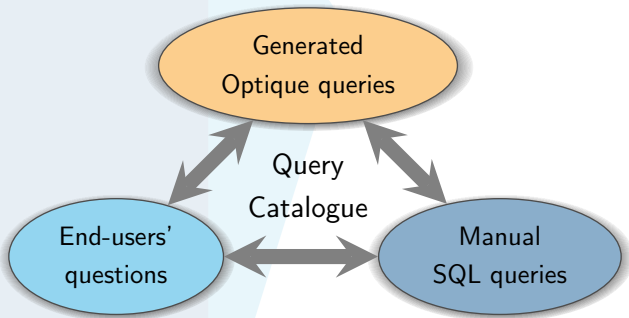 Generated
Optique queries
Query
Catalogue
End-users’
questions
Manual
SQL queries